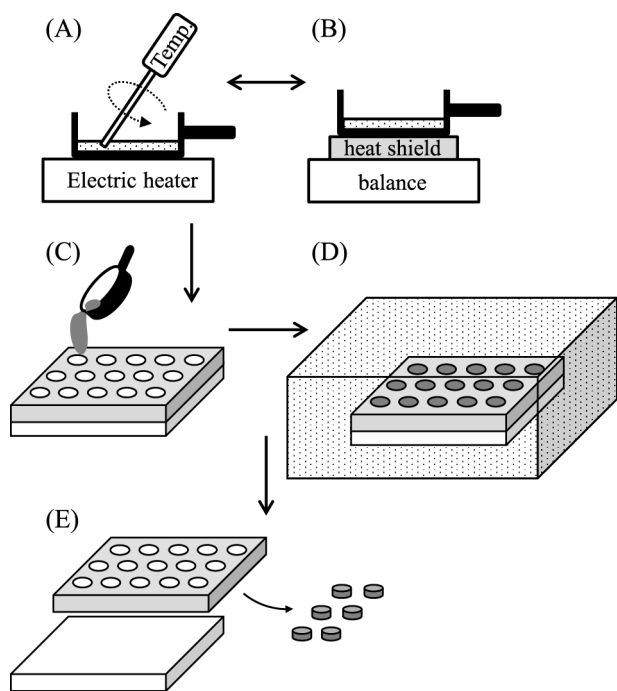 (A)
Temp.
Electric heater
(B)
heat shield
balance
(C)
(D)
(E)